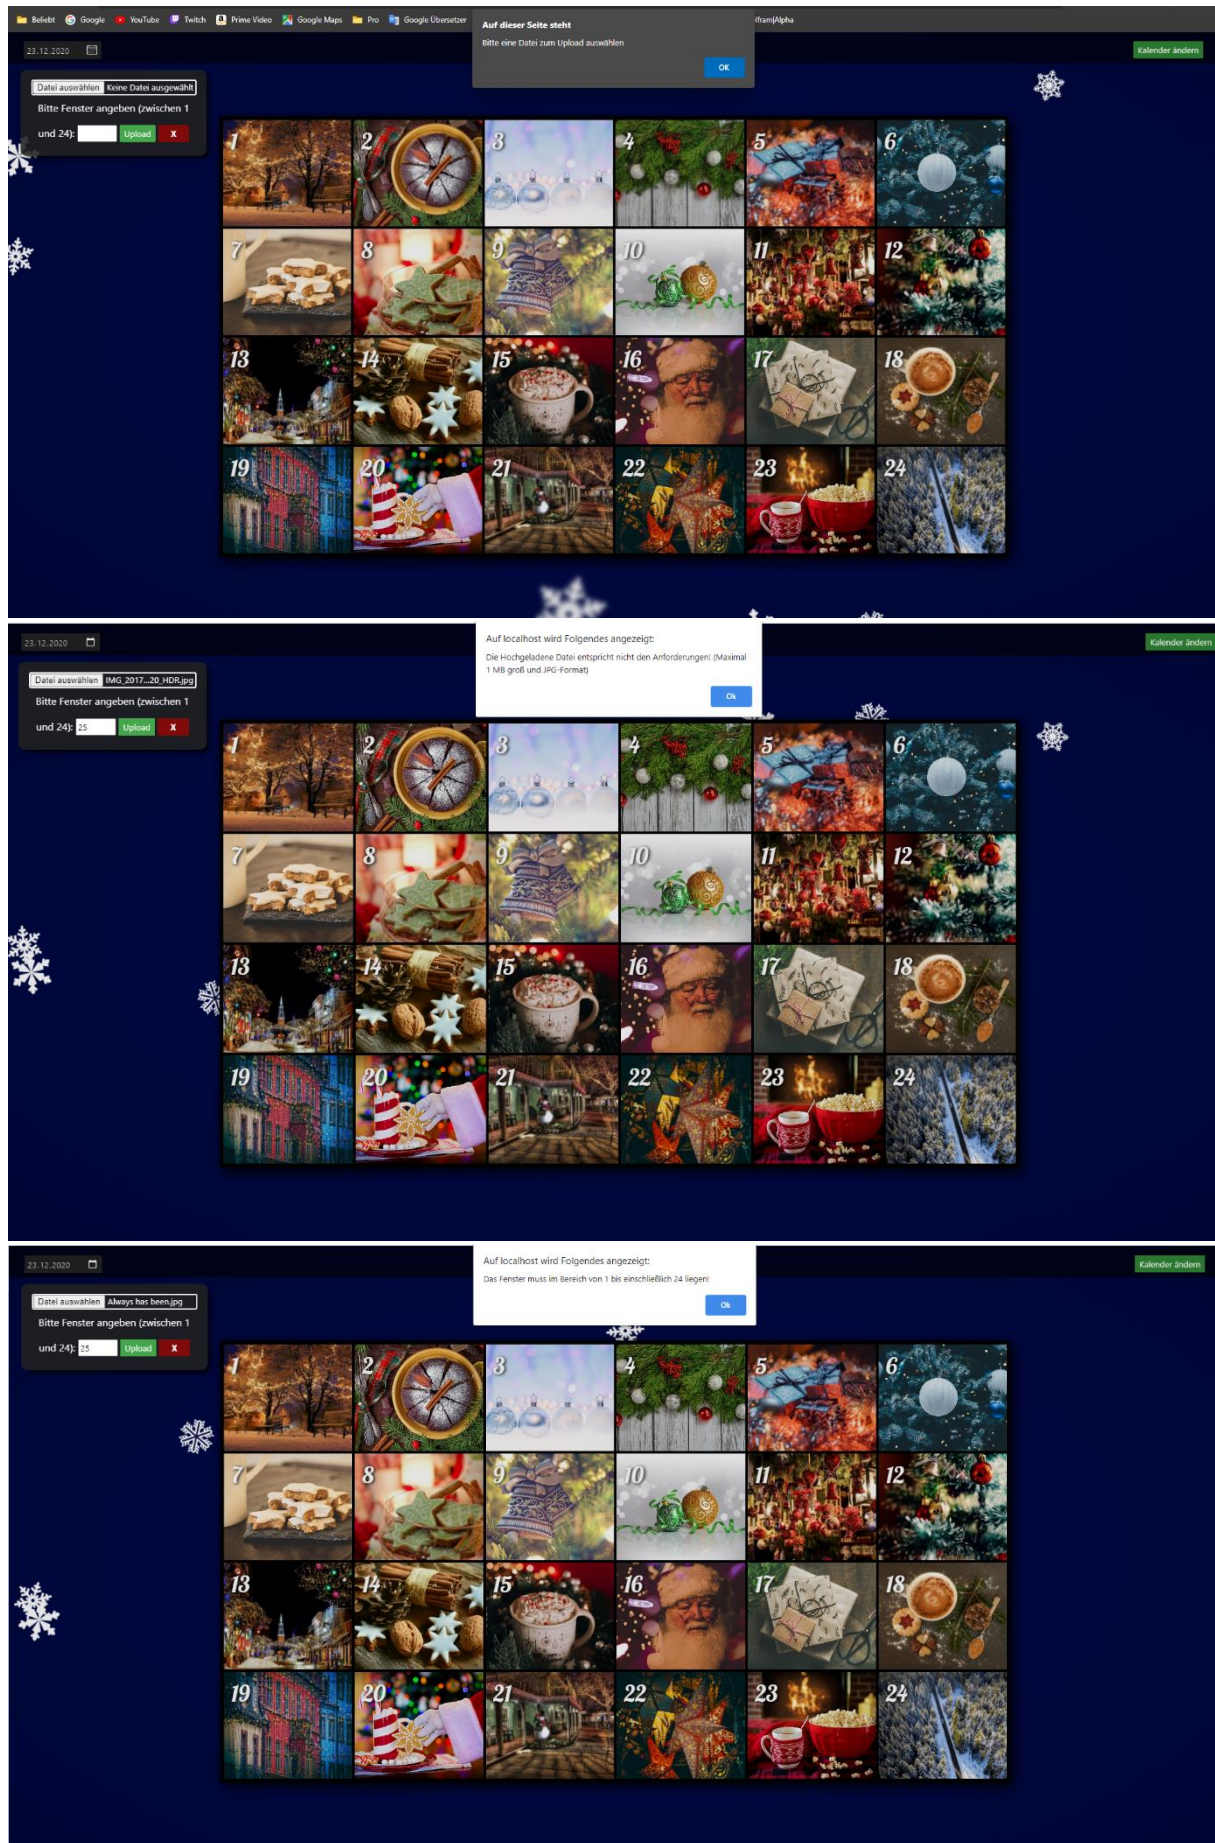 Beliebt Google YouTube Twitch Prime Video Google Maps Pro Google Übersetzer lfram|Alpha
Auf dieser Seite steht
Bitte eine Datei zum Upload auswählen
OK
23.12.2020
Kalender ändern
Datei auswählen Keine Datei ausgewählt
Bitte Fenster angeben (zwischen 1
und 24): Upload X
1 2 3 4 5 6
7 8 9 10 11 12
13 14 15 16 17 18
19 20 21 22 23 24
Auf localhost wird Folgendes angezeigt:
Die Hochgeladene Datei entspricht nicht den Anforderungen! (Maximal
1 MB groß und JPG-Format)
Ok
23.12.2020
Kalender ändern
Datei auswählen IMG_2017...20_HDR.jpg
Bitte Fenster angeben (zwischen 1
und 24): 25 Upload X
1 2 3 4 5 6
7 8 9 10 11 12
13 14 15 16 17 18
19 20 21 22 23 24
Auf localhost wird Folgendes angezeigt:
Das Fenster muss im Bereich von 1 bis einschließlich 24 liegen!
Ok
23.12.2020
Kalender ändern
Datei auswählen Always has been.jpg
Bitte Fenster angeben (zwischen 1
und 24): 25 Upload X
1 2 3 4 5 6
7 8 9 10 11 12
13 14 15 16 17 18
19 20 21 22 23 24